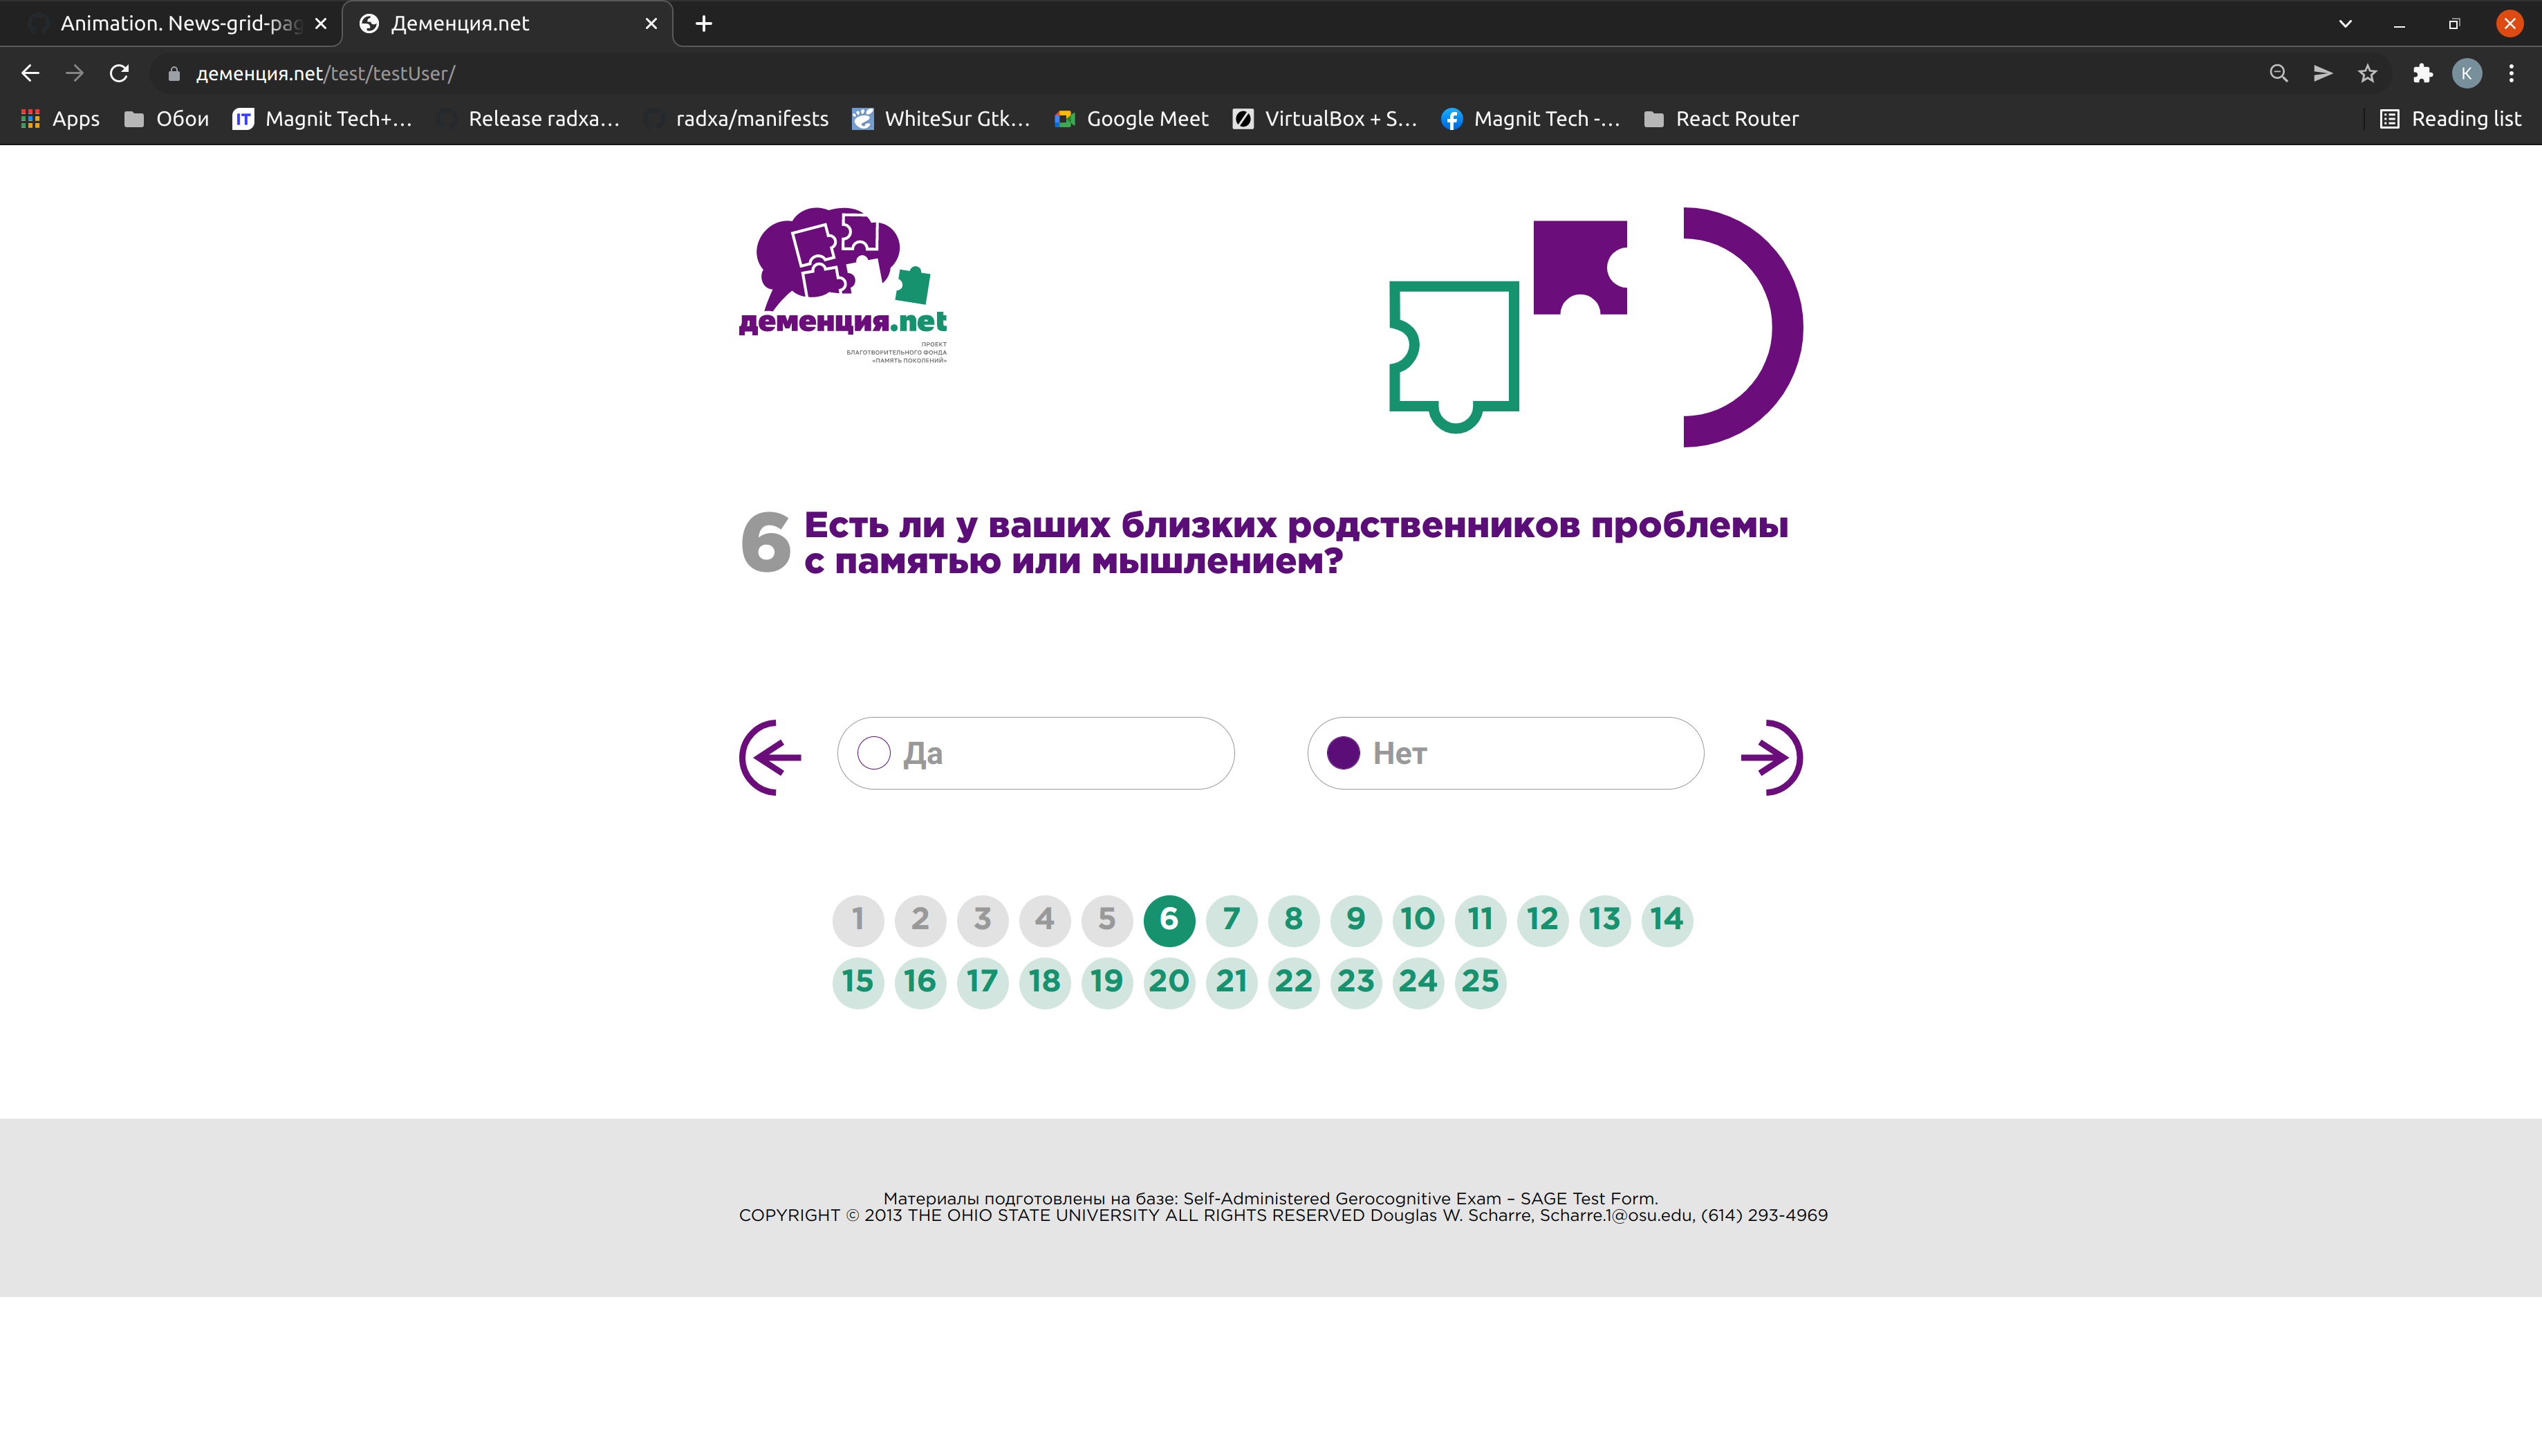 Animation. News-grid-pag
Деменция.net
деменция.net/test/testUser/
K
Apps
Обои
IT
Magnit Tech+...
Release radxa...
radxa/manifests
WhiteSur Gtk...
Google Meet
VirtualBox + S...
Magnit Tech -...
React Router
Reading list
деменция.net
ПРОЕКТ
БЛАГОТВОРИТЕЛЬНОГО ФОНДА
«ПАМЯТЬ ПОКОЛЕНИЙ»
6
Есть ли у ваших близких родственников проблемы
с памятью или мышлением?
Да
Нет
1 2 3 4 5 6 7 8 9 10 11 12 13 14
15 16 17 18 19 20 21 22 23 24 25
Материалы подготовлены на базе: Self-Administered Gerocognitive Exam – SAGE Test Form.
COPYRIGHT © 2013 THE OHIO STATE UNIVERSITY ALL RIGHTS RESERVED Douglas W. Scharre, Scharre.1@osu.edu, (614) 293-4969